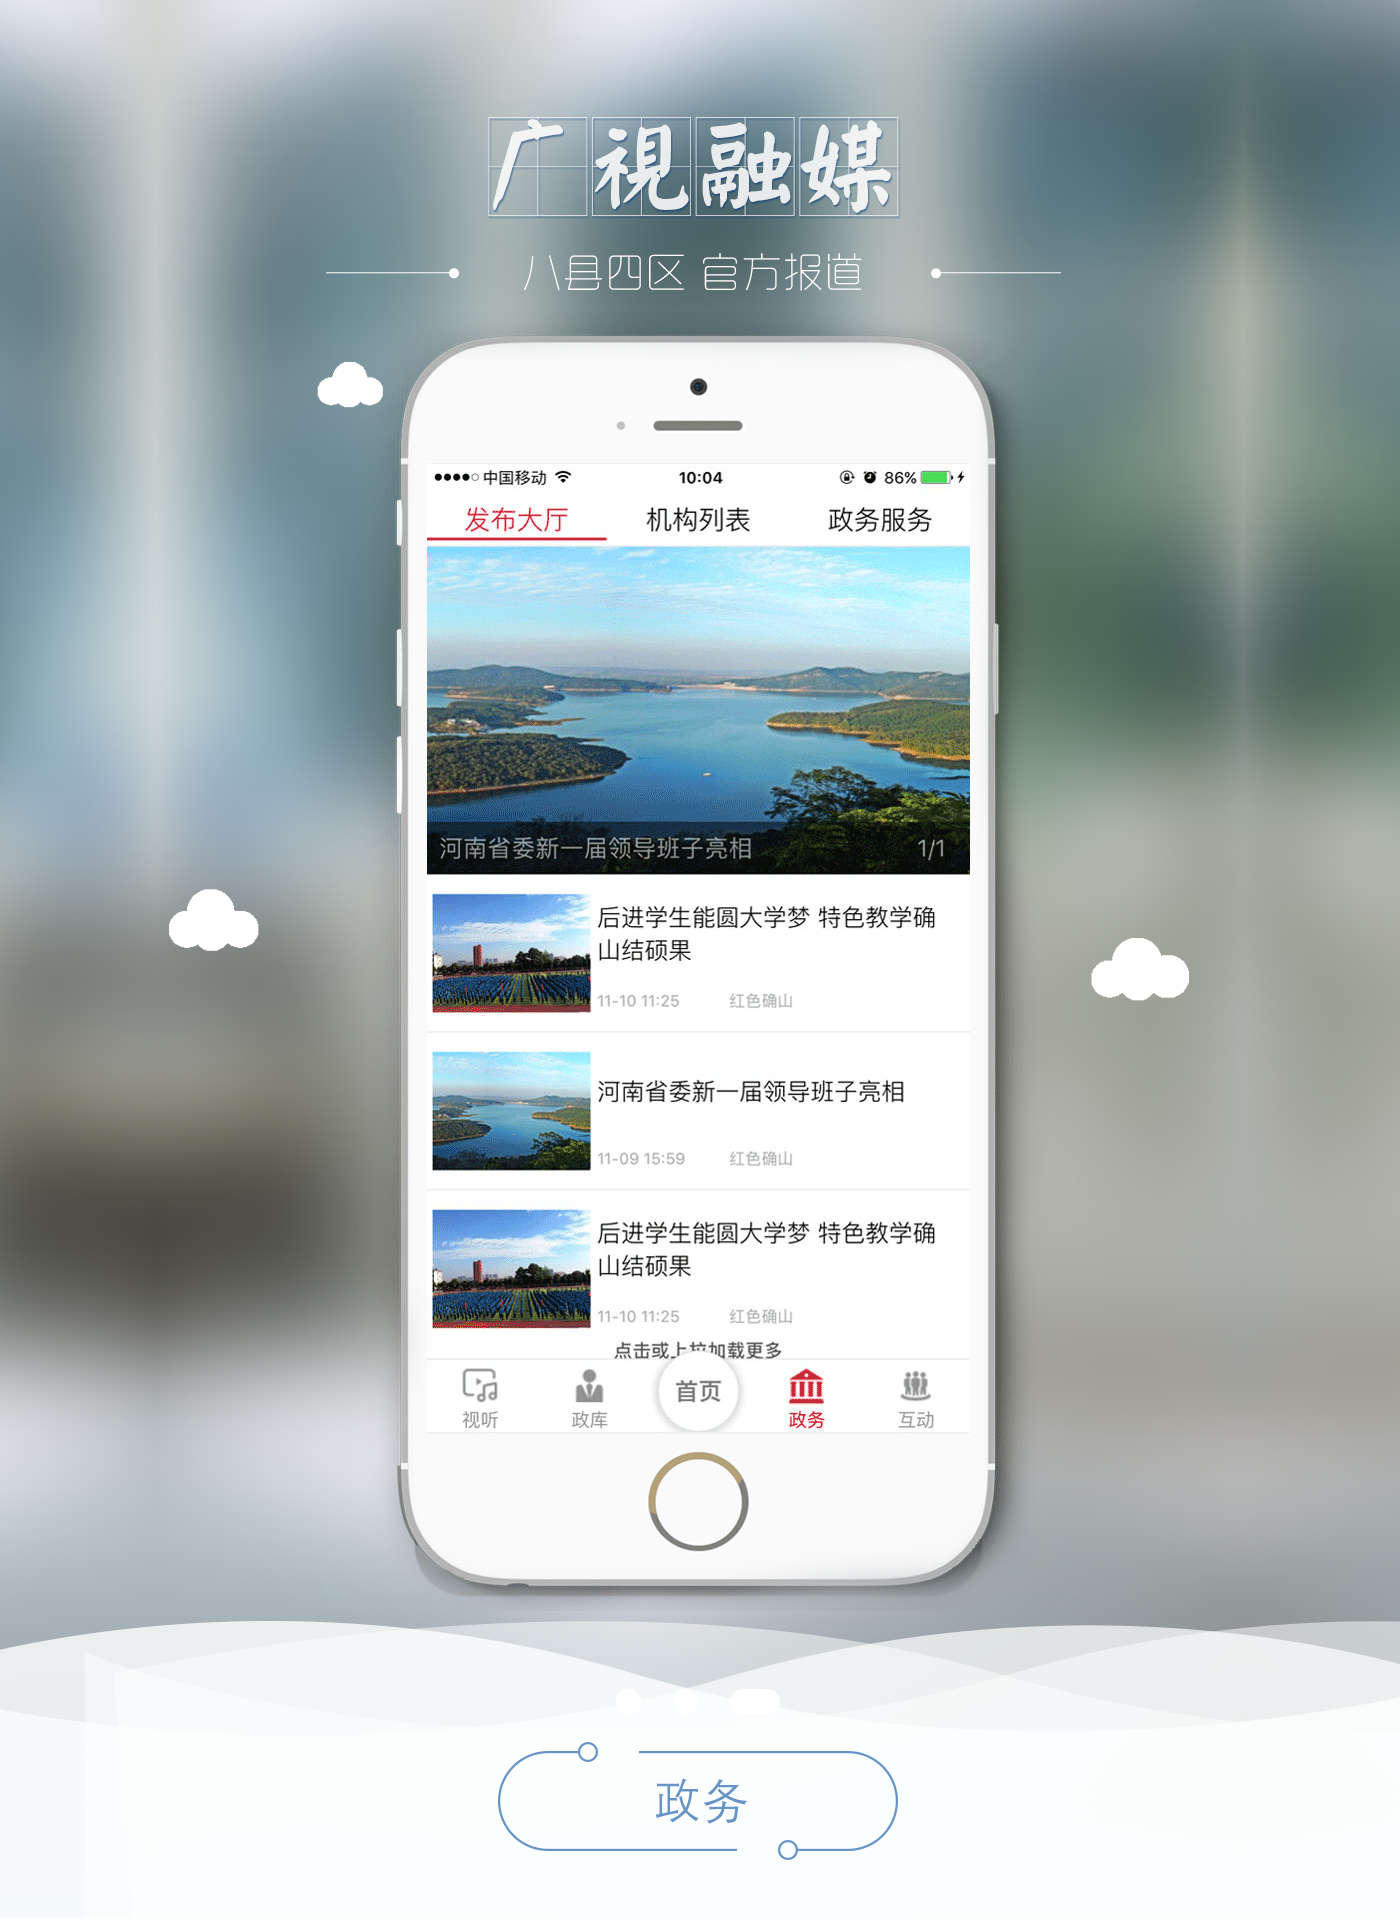 广視融媒
八县四区 官方报道
中国移动 10:04 86%
发布大厅 机构列表 政务服务
河南省委新一届领导班子亮相 1/1
后进学生能圆大学梦 特色教学确
山结硕果
11-10 11:25 红色确山
河南省委新一届领导班子亮相
11-09 15:59 红色确山
后进学生能圆大学梦 特色教学确
山结硕果
11-10 11:25 红色确山
点击或上拉加载更多
视听 政库 首页 政务 互动
政务